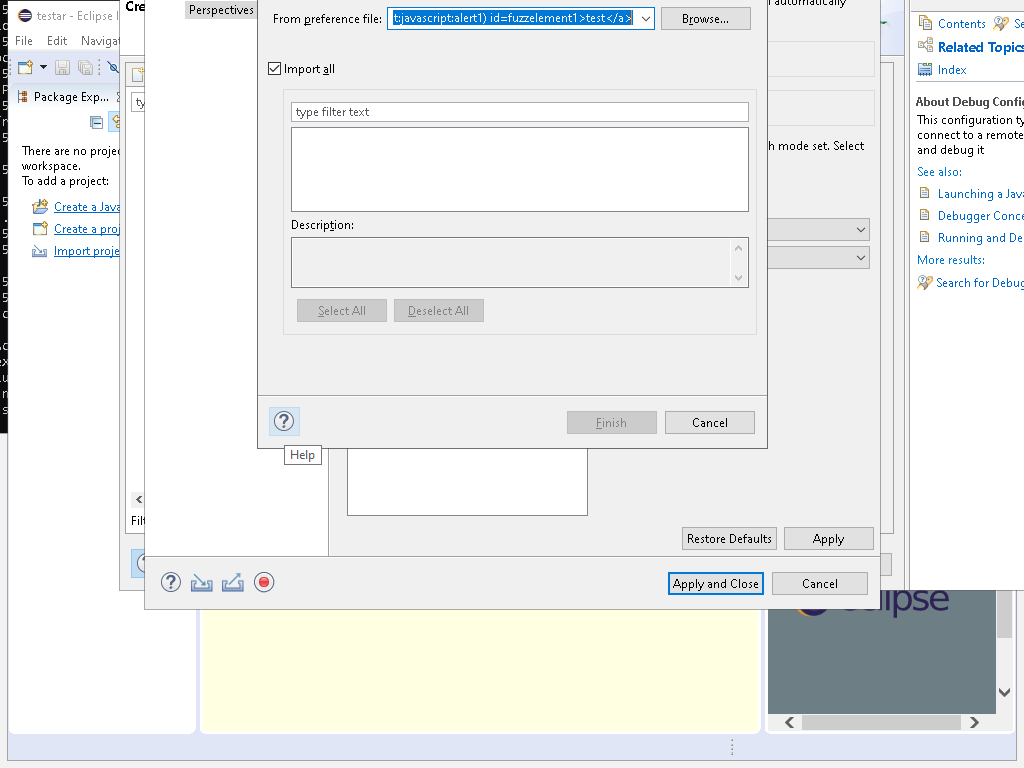 testar - Eclipse I
File Edit Navigat
Package Exp...
There are no proje
workspace.
To add a project:
Create a Java
Create a proj
Import proje
Cre
ty
Filt
Perspectives
From preference file:
t:javascript:alert1) id=fuzzelement1>test</a>
Browse...
Import all
type filter text
Description:
Select All
Deselect All
Finish
Cancel
Help
automatically
h mode set. Select
Restore Defaults
Apply
Apply and Close
Cancel
Contents
Se
Related Topics
Index
About Debug Config
This configuration ty
connect to a remote
and debug it
See also:
Launching a Java
Debugger Conce
Running and De
More results:
Search for Debug
eclipse